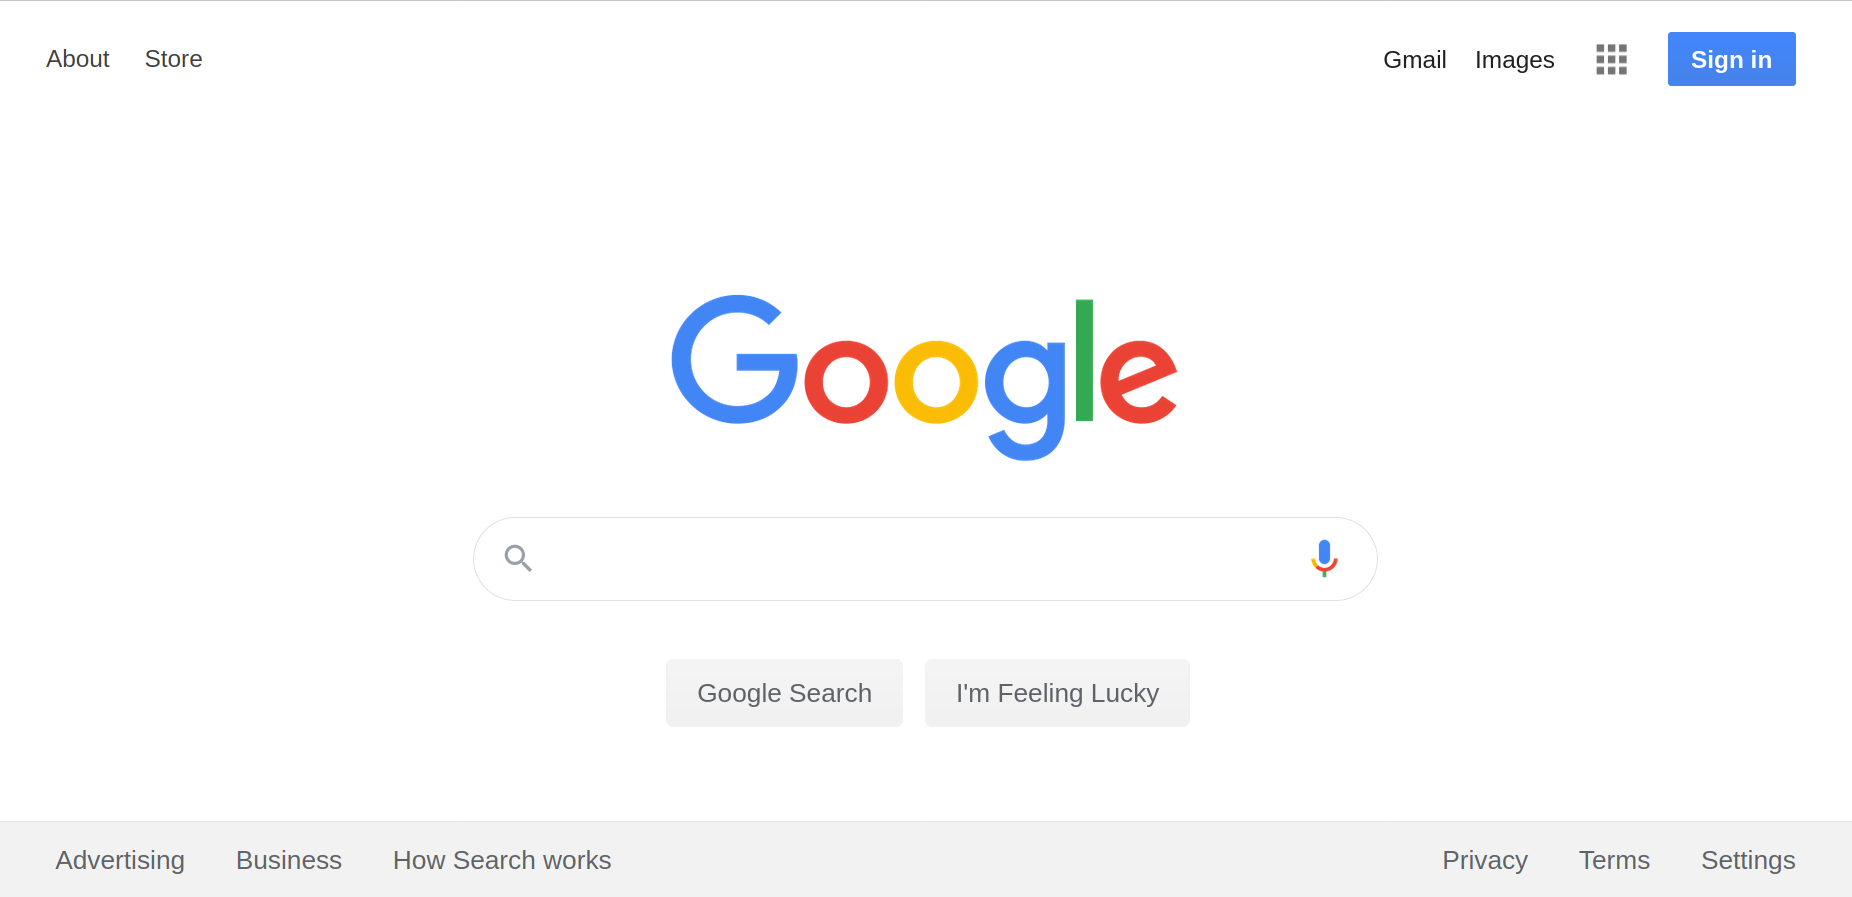 About Store Gmail Images Sign in
Google
Google Search I'm Feeling Lucky
Advertising Business How Search works Privacy Terms Settings